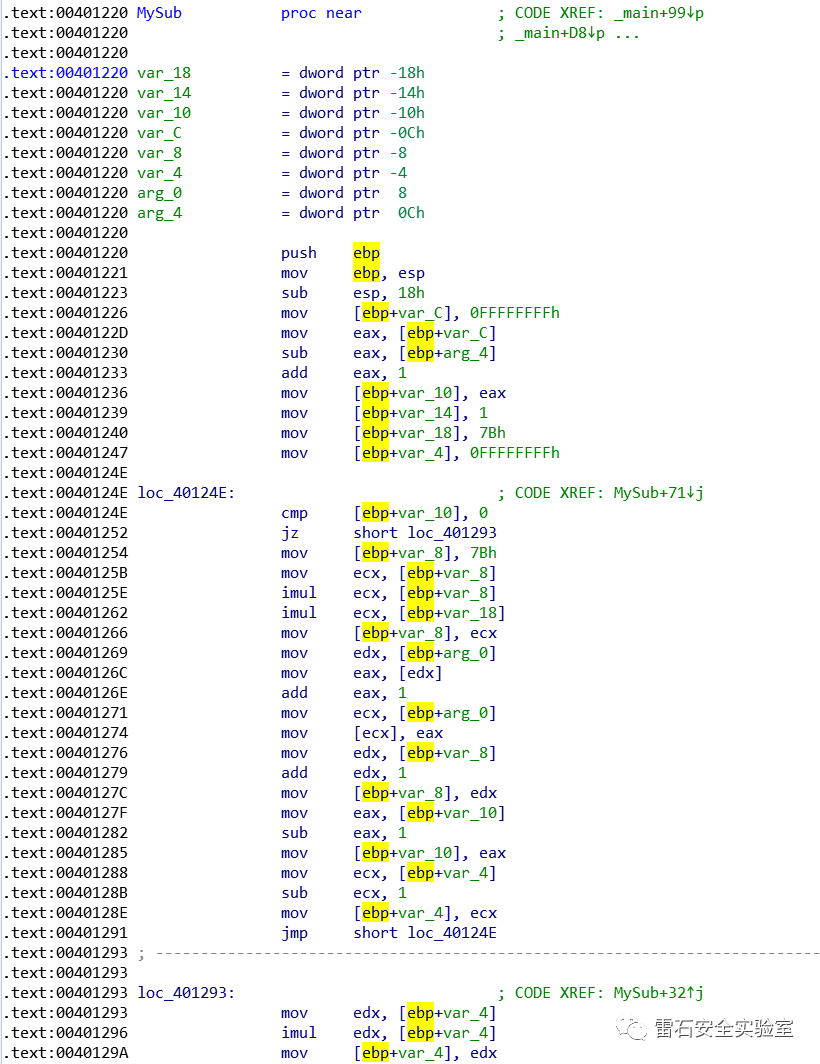 .text:00401220 MySub proc near ; CODE XREF: _main+99↓p
.text:00401220 ; _main+D8↓p ...
.text:00401220
.text:00401220 var_18 = dword ptr -18h
.text:00401220 var_14 = dword ptr -14h
.text:00401220 var_10 = dword ptr -10h
.text:00401220 var_C = dword ptr -0Ch
.text:00401220 var_8 = dword ptr -8
.text:00401220 var_4 = dword ptr -4
.text:00401220 arg_0 = dword ptr 8
.text:00401220 arg_4 = dword ptr 0Ch
.text:00401220
.text:00401220 push ebp
.text:00401221 mov ebp, esp
.text:00401223 sub esp, 18h
.text:00401226 mov [ebp+var_C], 0FFFFFFFFh
.text:0040122D mov eax, [ebp+var_C]
.text:00401230 sub eax, [ebp+arg_4]
.text:00401233 add eax, 1
.text:00401236 mov [ebp+var_10], eax
.text:00401239 mov [ebp+var_14], 1
.text:00401240 mov [ebp+var_18], 7Bh
.text:00401247 mov [ebp+var_4], 0FFFFFFFFh
.text:0040124E
.text:0040124E loc_40124E: ; CODE XREF: MySub+71↓j
.text:0040124E cmp [ebp+var_10], 0
.text:00401252 jz short loc_401293
.text:00401254 mov [ebp+var_8], 7Bh
.text:0040125B mov ecx, [ebp+var_8]
.text:0040125E imul ecx, [ebp+var_8]
.text:00401262 imul ecx, [ebp+var_18]
.text:00401266 mov [ebp+var_8], ecx
.text:00401269 mov edx, [ebp+arg_0]
.text:0040126C mov eax, [edx]
.text:0040126E add eax, 1
.text:00401271 mov ecx, [ebp+arg_0]
.text:00401274 mov [ecx], eax
.text:00401276 mov edx, [ebp+var_8]
.text:00401279 add edx, 1
.text:0040127C mov [ebp+var_8], edx
.text:0040127F mov eax, [ebp+var_10]
.text:00401282 sub eax, 1
.text:00401285 mov [ebp+var_10], eax
.text:00401288 mov ecx, [ebp+var_4]
.text:0040128B sub ecx, 1
.text:0040128E mov [ebp+var_4], ecx
.text:00401291 jmp short loc_40124E
.text:00401293 ; ---------------------------------------------------------------------------
.text:00401293
.text:00401293 loc_401293: ; CODE XREF: MySub+32↑j
.text:00401293 mov edx, [ebp+var_4]
.text:00401296 imul edx, [ebp+var_4]
.text:0040129A mov [ebp+var_4], edx
雷石安全实验室